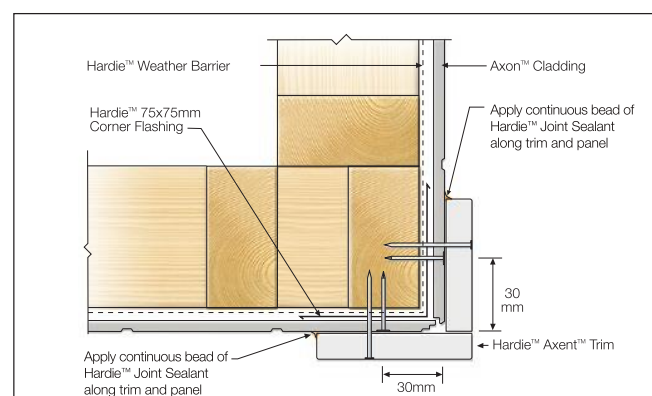 Hardie™ Weather Barrier
Axon™ Cladding
Hardie™ 75x75mm
Corner Flashing
Apply continuous bead of
Hardie™ Joint Sealant
along trim and panel
30
mm
Hardie™ Axent™ Trim
Apply continuous bead of
Hardie™ Joint Sealant
along trim and panel
30mm